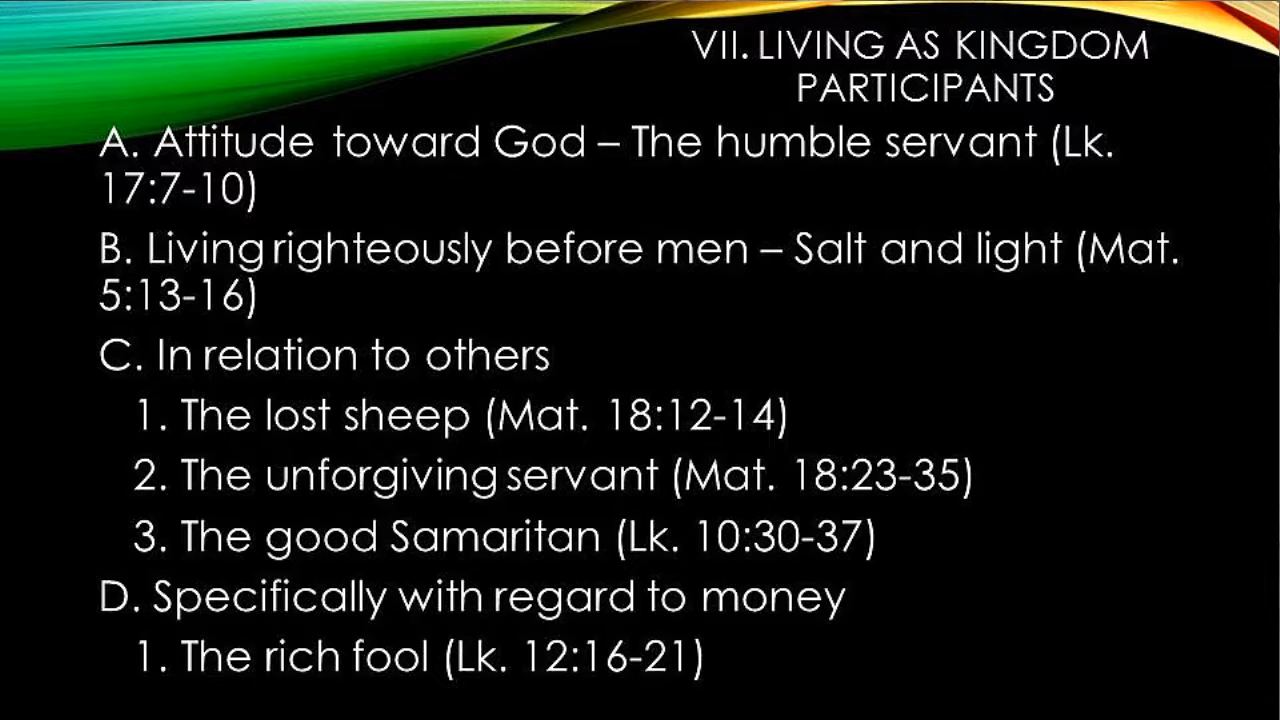 VII. LIVING AS KINGDOM
PARTICIPANTS
A. Attitude toward God – The humble servant (Lk.
17:7-10)
B. Living righteously before men – Salt and light (Mat.
5:13-16)
C. In relation to others
1. The lost sheep (Mat. 18:12-14)
2. The unforgiving servant (Mat. 18:23-35)
3. The good Samaritan (Lk. 10:30-37)
D. Specifically with regard to money
1. The rich fool (Lk. 12:16-21)